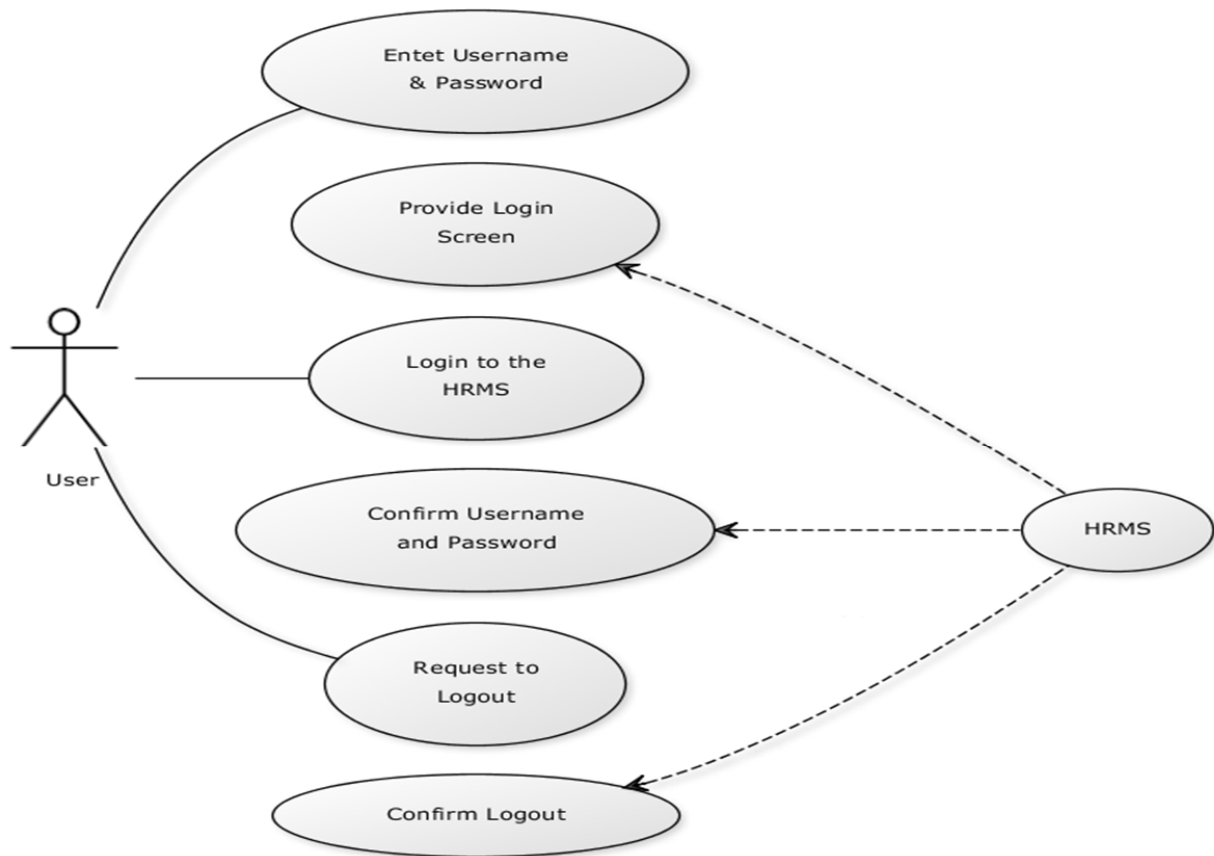 Entet Username
& Password
Provide Login
Screen
Login to the
HRMS
User
Confirm Username
and Password
HRMS
Request to
Logout
Confirm Logout